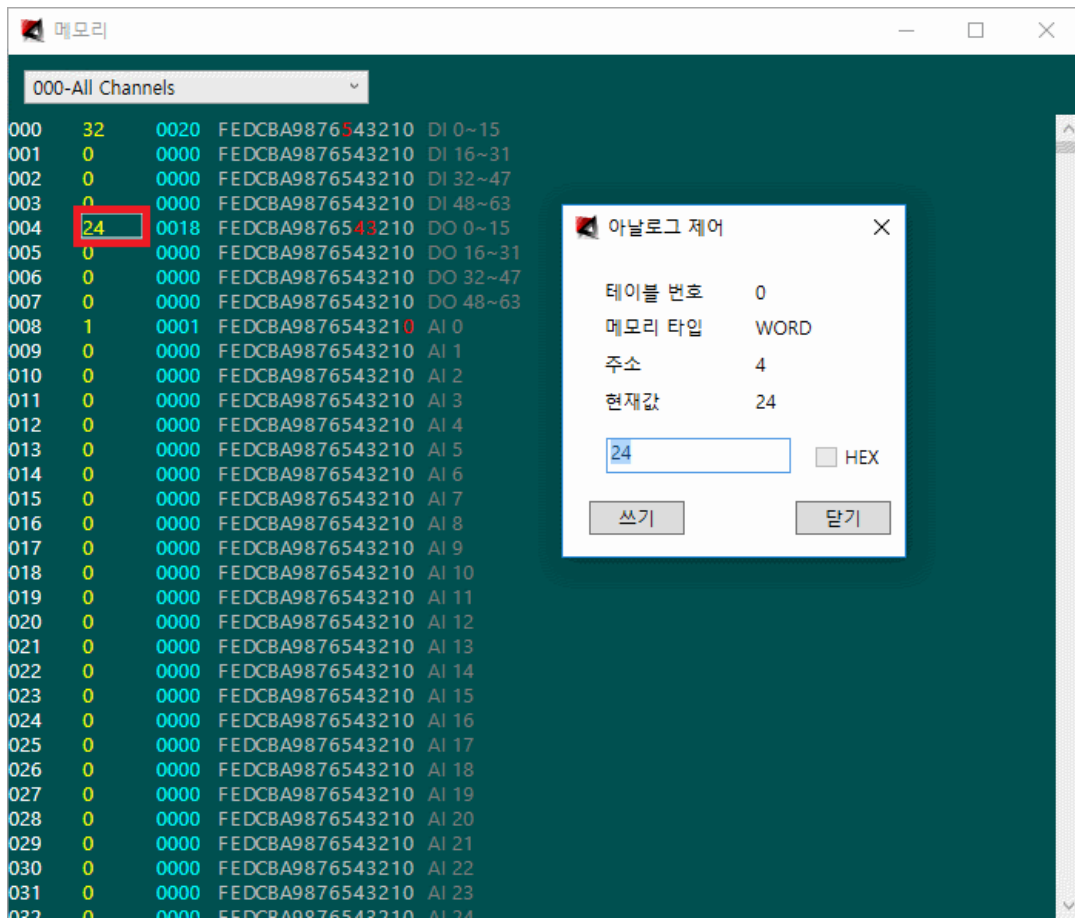 메모리
000-All Channels
000 32 0020 FEDCBA9876543210 DI 0~15
001 0 0000 FEDCBA9876543210 DI 16~31
002 0 0000 FEDCBA9876543210 DI 32~47
003 0 0000 FEDCBA9876543210 DI 48~63
004 24 0018 FEDCBA9876543210 DO 0~15
005 0 0000 FEDCBA9876543210 DO 16~31
006 0 0000 FEDCBA9876543210 DO 32~47
007 0 0000 FEDCBA9876543210 DO 48~63
008 1 0001 FEDCBA9876543210 AI 0
009 0 0000 FEDCBA9876543210 AI 1
010 0 0000 FEDCBA9876543210 AI 2
011 0 0000 FEDCBA9876543210 AI 3
012 0 0000 FEDCBA9876543210 AI 4
013 0 0000 FEDCBA9876543210 AI 5
014 0 0000 FEDCBA9876543210 AI 6
015 0 0000 FEDCBA9876543210 AI 7
016 0 0000 FEDCBA9876543210 AI 8
017 0 0000 FEDCBA9876543210 AI 9
018 0 0000 FEDCBA9876543210 AI 10
019 0 0000 FEDCBA9876543210 AI 11
020 0 0000 FEDCBA9876543210 AI 12
021 0 0000 FEDCBA9876543210 AI 13
022 0 0000 FEDCBA9876543210 AI 14
023 0 0000 FEDCBA9876543210 AI 15
024 0 0000 FEDCBA9876543210 AI 16
025 0 0000 FEDCBA9876543210 AI 17
026 0 0000 FEDCBA9876543210 AI 18
027 0 0000 FEDCBA9876543210 AI 19
028 0 0000 FEDCBA9876543210 AI 20
029 0 0000 FEDCBA9876543210 AI 21
030 0 0000 FEDCBA9876543210 AI 22
031 0 0000 FEDCBA9876543210 AI 23
032 0 0000 FEDCBA9876543210 AI 24
아날로그 제어
테이블 번호 0
메모리 타입 WORD
주소 4
현재값 24
24 HEX
쓰기 닫기